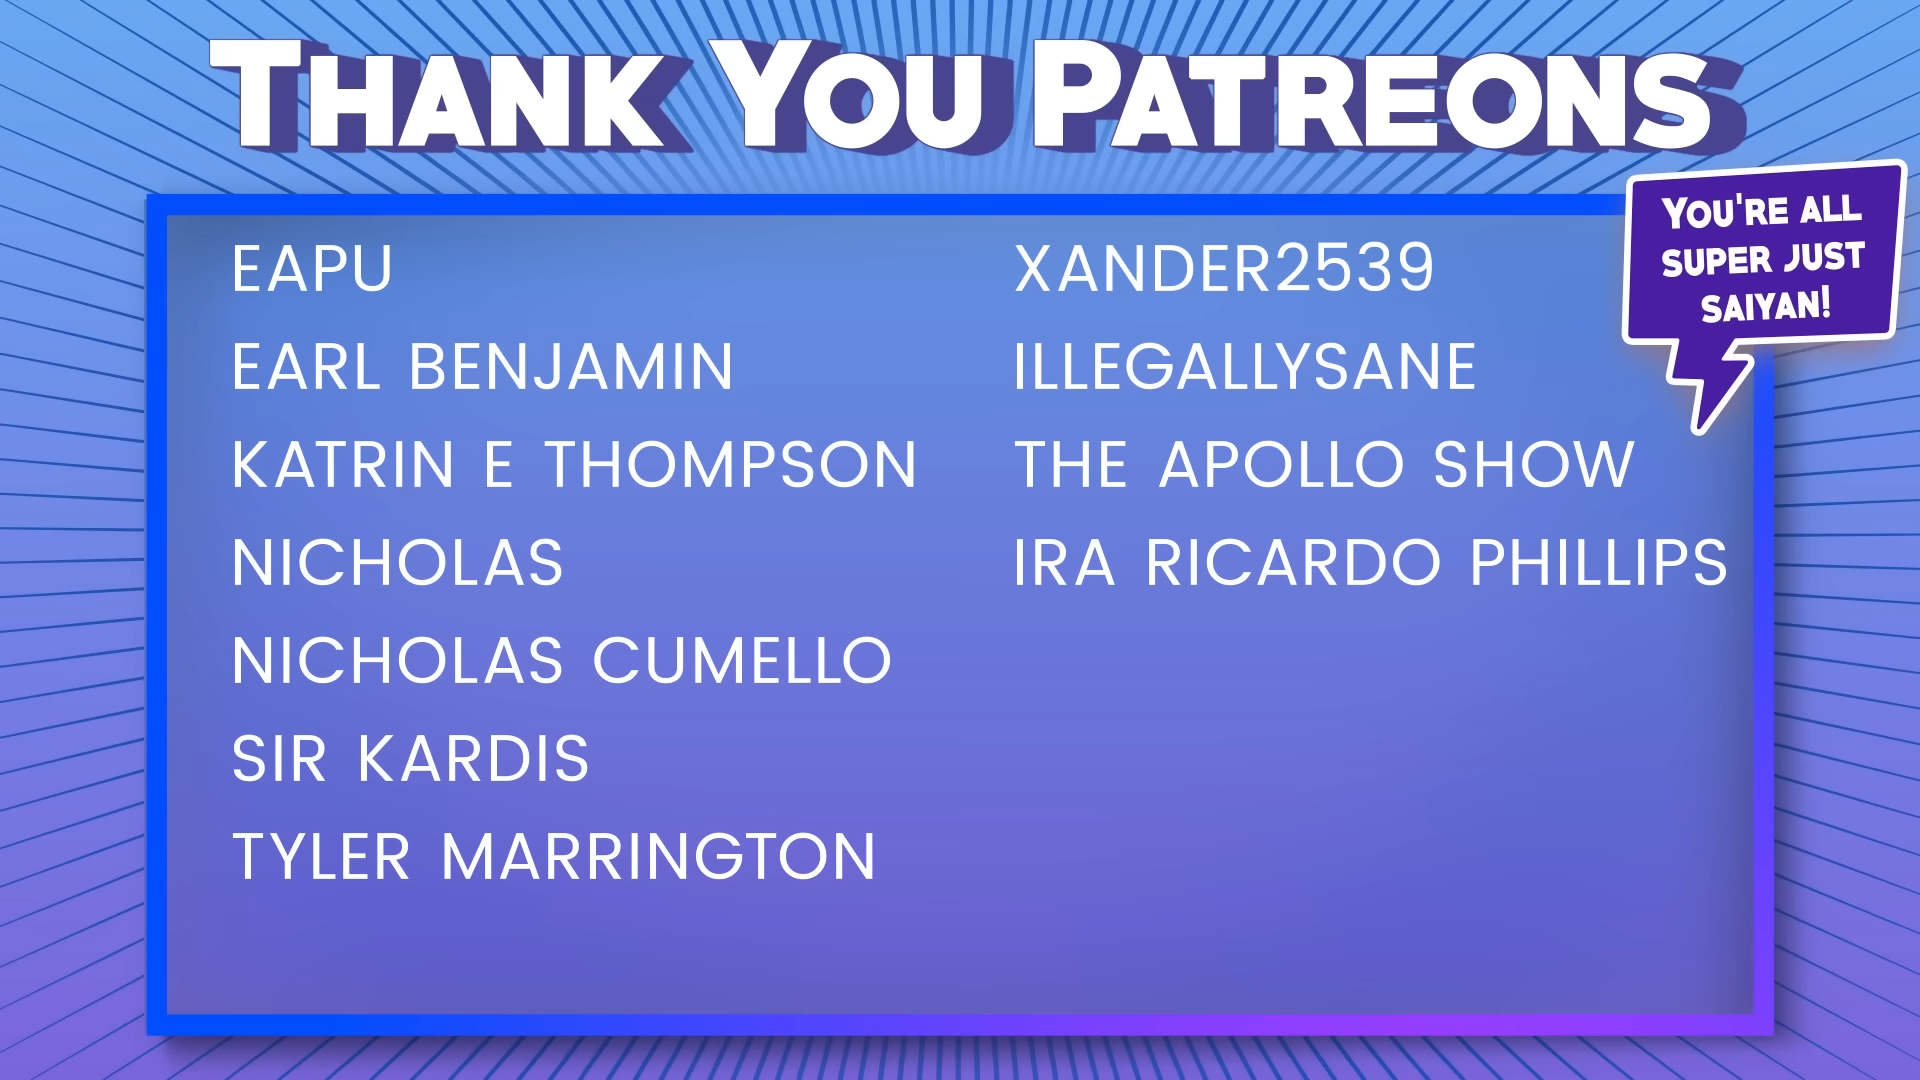 THANK YOU PATREONS
YOU'RE ALL
SUPER JUST
SAIYAN!
EAPU
EARL BENJAMIN
KATRIN E THOMPSON
NICHOLAS
NICHOLAS CUMELLO
SIR KARDIS
TYLER MARRINGTON
XANDER2539
ILLEGALLYSANE
THE APOLLO SHOW
IRA RICARDO PHILLIPS